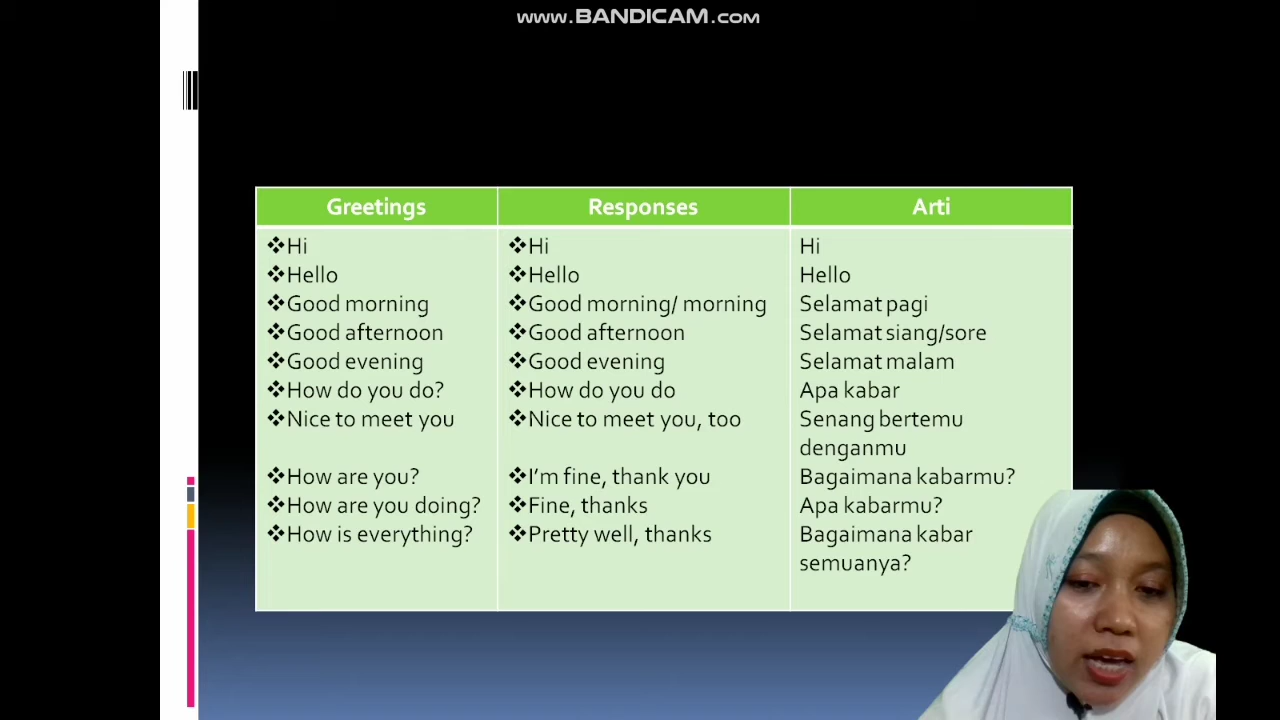 www.BANDICAM.com
Greetings
Responses
Arti
❖Hi
❖Hello
❖Good morning
❖Good afternoon
❖Good evening
❖How do you do?
❖Nice to meet you
❖How are you?
❖How are you doing?
❖How is everything?
❖Hi
❖Hello
❖Good morning/ morning
❖Good afternoon
❖Good evening
❖How do you do
❖Nice to meet you, too
❖I'm fine, thank you
❖Fine, thanks
❖Pretty well, thanks
Hi
Hello
Selamat pagi
Selamat siang/sore
Selamat malam
Apa kabar
Senang bertemu
denganmu
Bagaimana kabarmu?
Apa kabarmu?
Bagaimana kabar
semuanya?